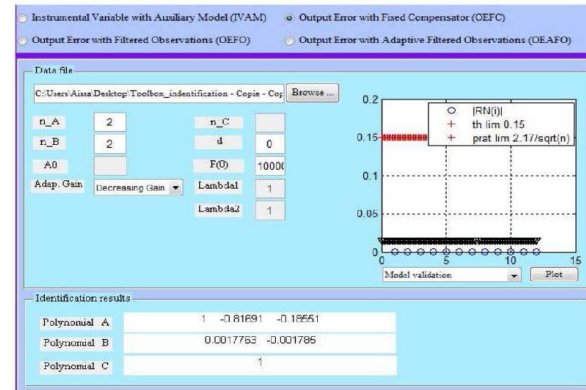 Instrumental Variable with Auxiliary Model (IVAM)
Output Error with Fixed Compensator (OEFC)
Output Error with Filtered Observations (OEFO)
Output Error with Adaptive Filtered Observations (OEAFO)
Data file
C:\Users\Aissa\Desktop\Toolbox_indentification - Copie - Cop
Browse ...
n_A 2 n_C
n_B 2 d 0
A0 F(0) 1000(
Adap. Gain Decreasing Gain Lambda1 1
Lambda2 1
|RN(i)|
th lim 0.15
prat lim 2.17/sqrt(n)
0.2
0.15
0.1
0.05
0
0 5 10 15
Model validation Plot
Identification results
Polynomial A 1 -0.81691 -0.18551
Polynomial B 0.0017763 -0.001785
Polynomial C 1